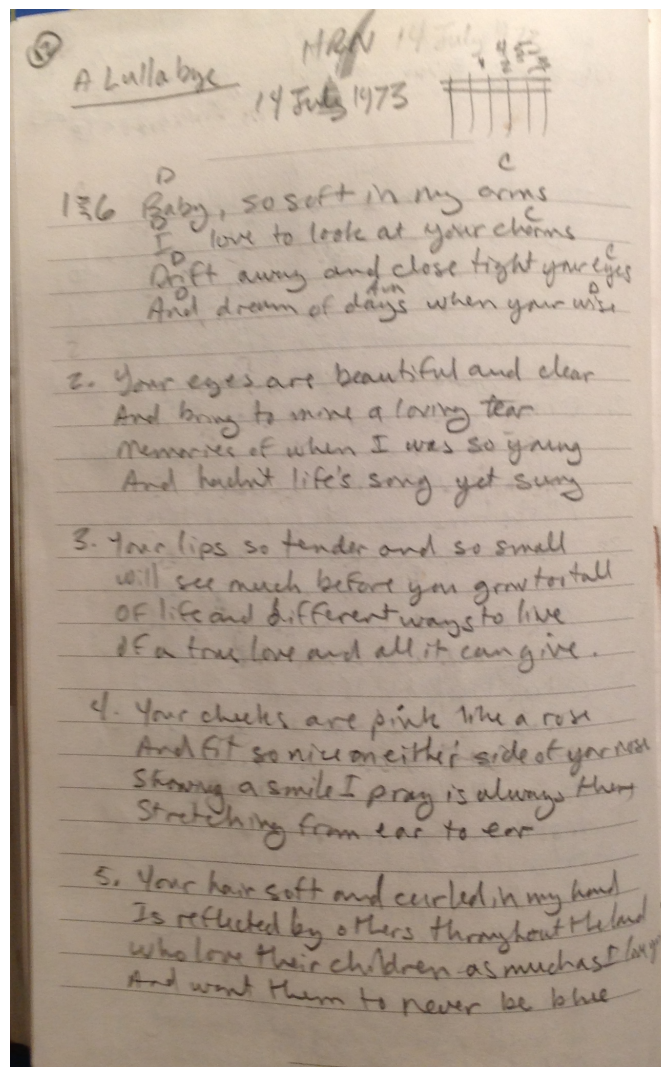 A Lullabye
MRN
14 July 1973
D C
1 & 6 Baby, so soft in my arms
D C
I love to look at your charms
D C
Drift away and close tight your eyes
D Am D
And dream of days when your wise
2. Your eyes are beautiful and clear
And bring to mine a loving tear
Memories of when I was so young
And hadn't life's song yet sung
3. Your lips so tender and so small
Will see much before you grow too tall
Of life and different ways to live
Of a true love and all it can give.
4. Your cheeks are pink like a rose
And fit so nice on either side of your nose
Showing a smile I pray is always there
Stretching from ear to ear
5. Your hair soft and curled in my hand
Is reflected by others throughout the land
Who love their children as much as I love you
And want them to never be blue